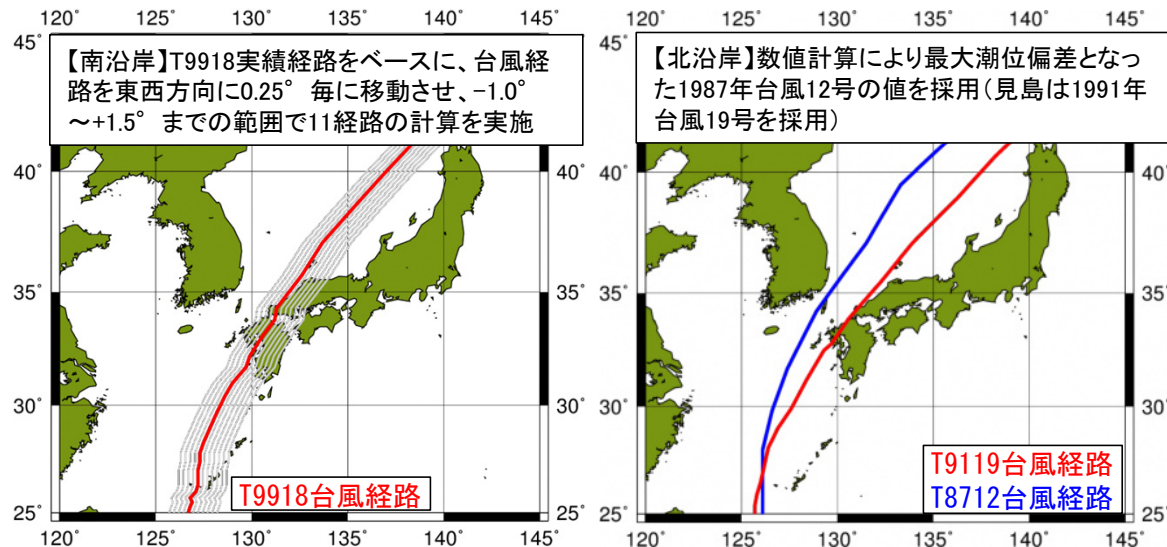 120° 125° 130° 135° 140° 145°
45°
【南沿岸】T9918実績経路をベースに、台風経
路を東西方向に0.25° 毎に移動させ、-1.0°
~+1.5° までの範囲で11経路の計算を実施
40° 40°
35° 35°
30° 30°
T9918台風経路
25° 25°
120° 125° 130° 135° 140° 145°
120° 125° 130° 135° 140° 145°
45°
【北沿岸】数値計算により最大潮位偏差となっ
た1987年台風12号の値を採用(見島は1991年
台風19号を採用)
40° 40°
35° 35°
30° 30°
T9119台風経路
T8712台風経路
25° 25°
120° 125° 130° 135° 140° 145°